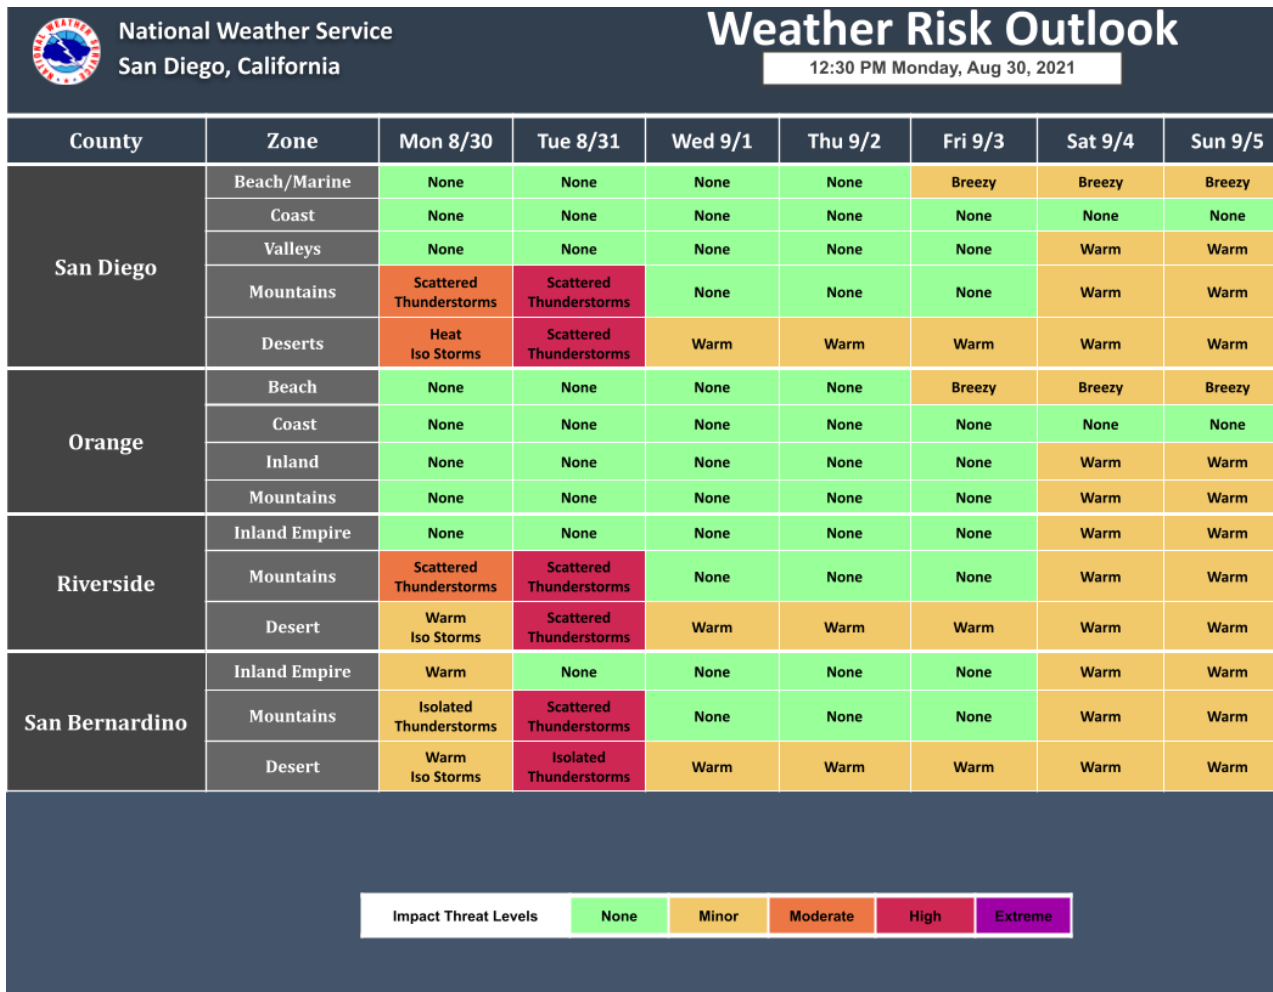 National Weather Service
San Diego, California
NATIONAL WEATHER SERVICE
Weather Risk Outlook
12:30 PM Monday, Aug 30, 2021
County Zone Mon 8/30 Tue 8/31 Wed 9/1 Thu 9/2 Fri 9/3 Sat 9/4 Sun 9/5
San Diego
Beach/Marine None None None None Breezy Breezy Breezy
Coast None None None None None None None
Valleys None None None None None Warm Warm
Mountains Scattered Thunderstorms Scattered Thunderstorms None None None Warm Warm
Deserts Heat Iso Storms Scattered Thunderstorms Warm Warm Warm Warm Warm
Orange
Beach None None None None Breezy Breezy Breezy
Coast None None None None None None None
Inland None None None None None Warm Warm
Mountains None None None None None Warm Warm
Riverside
Inland Empire None None None None None Warm Warm
Mountains Scattered Thunderstorms Scattered Thunderstorms None None None Warm Warm
Desert Warm Iso Storms Scattered Thunderstorms Warm Warm Warm Warm Warm
San Bernardino
Inland Empire Warm None None None None Warm Warm
Mountains Isolated Thunderstorms Scattered Thunderstorms None None None Warm Warm
Desert Warm Iso Storms Isolated Thunderstorms Warm Warm Warm Warm Warm
Impact Threat Levels None Minor Moderate High Extreme